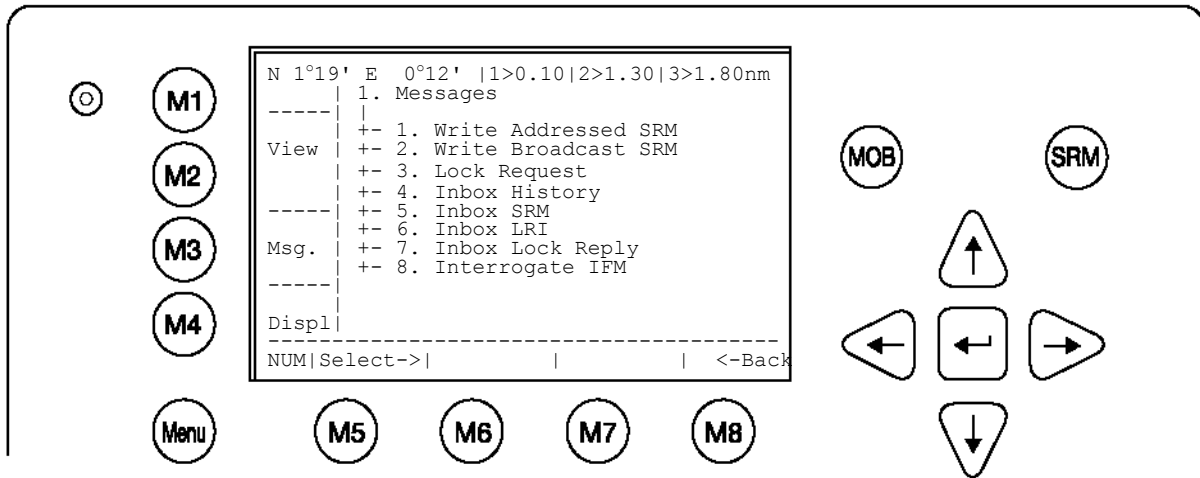 N 1°19' E  0°12' |1>0.10|2>1.30|3>1.80nm
| 1. Messages
-----| |
| +- 1. Write Addressed SRM
View | +- 2. Write Broadcast SRM
| +- 3. Lock Request
| +- 4. Inbox History
-----| +- 5. Inbox SRM
| +- 6. Inbox LRI
Msg. | +- 7. Inbox Lock Reply
| +- 8. Interrogate IFM
-----|
|
Displ|
----------------------------------------
NUM|Select->|          |         |  <-Back
M1
M2
M3
M4
Menu
M5
M6
M7
M8
MOB
SRM